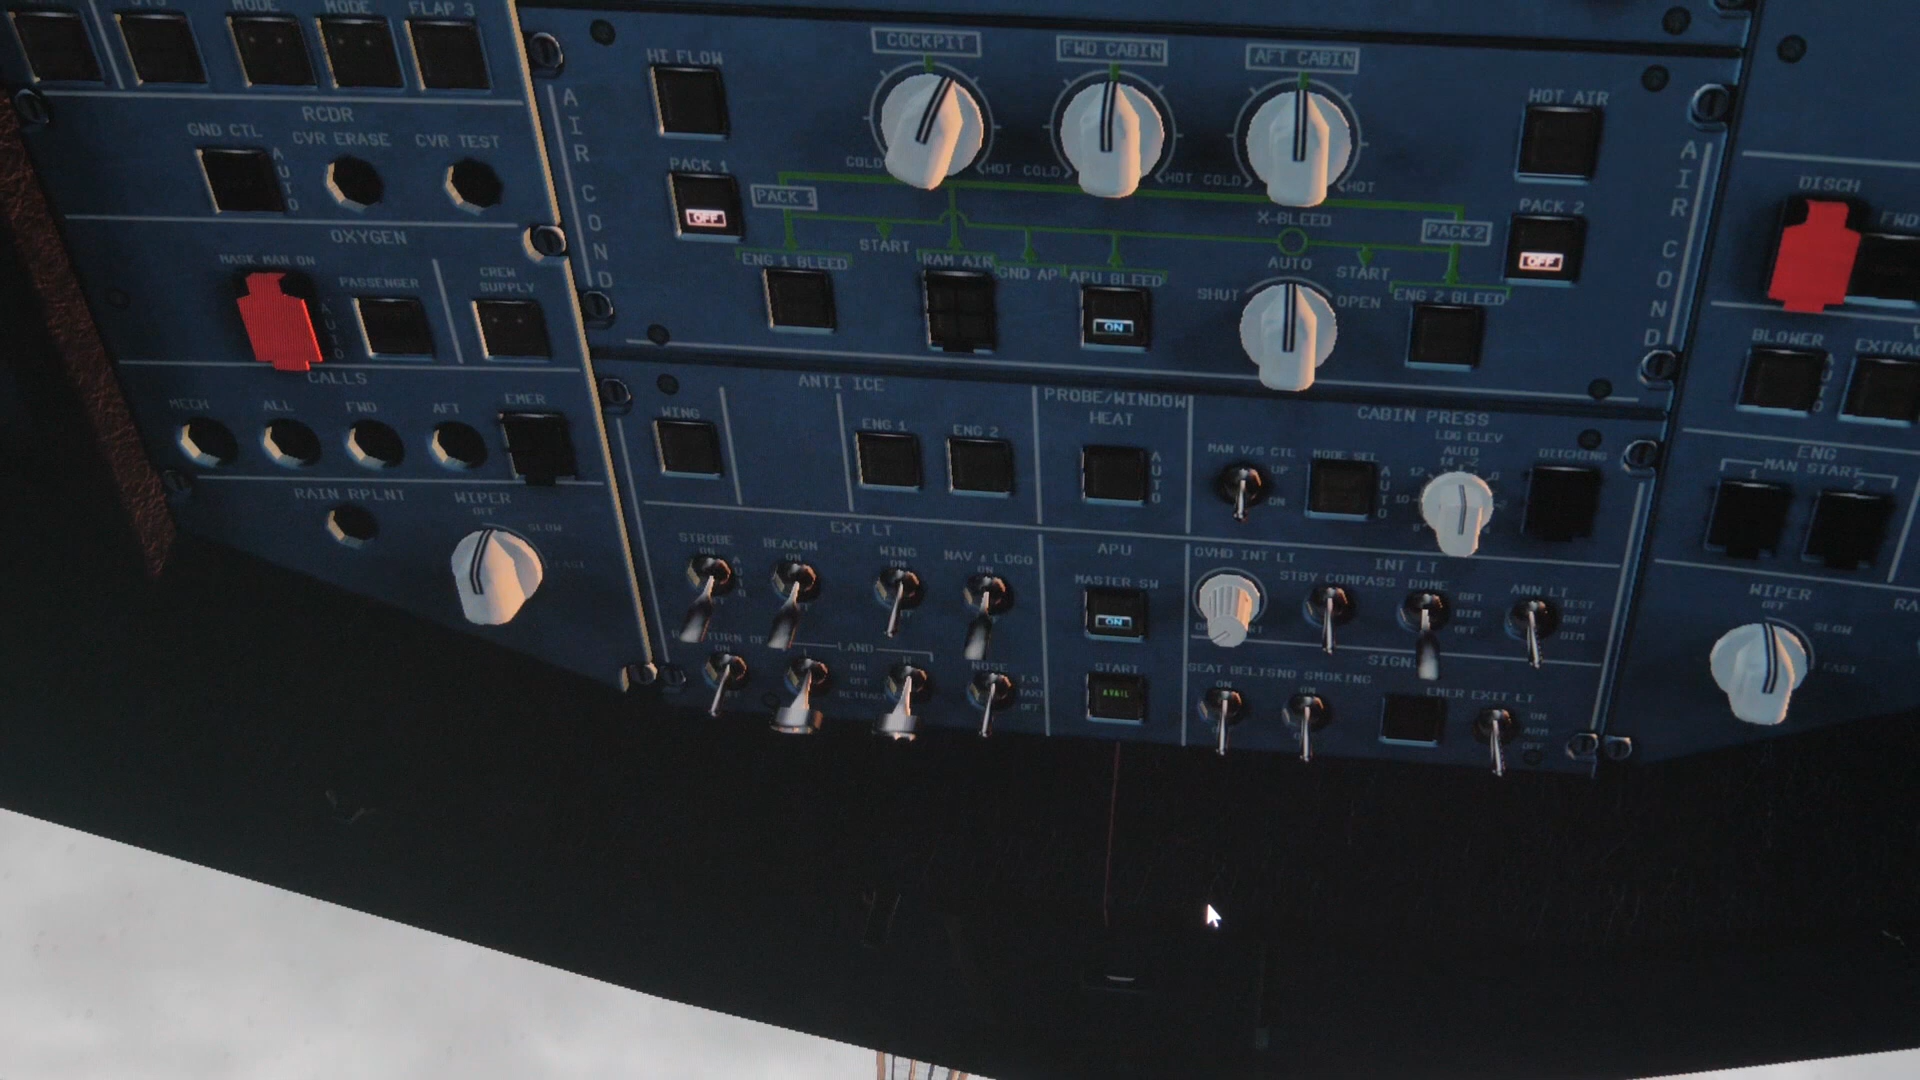 MODE
MODE
FLAP 3
RCDR
GND CTL
CVR ERASE
CVR TEST
AUTO
OXYGEN
MASK MAN ON
PASSENGER
CREW
SUPPLY
AUTO
CALLS
MECH
ALL
FWD
AFT
EMER
RAIN RPLNT
WIPER
OFF
SLOW
FAST
AIR COND
HI FLOW
COCKPIT
FWD CABIN
AFT CABIN
HOT AIR
COLD
HOT
COLD
HOT
COLD
HOT
PACK 1
OFF
PACK 1
X-BLEED
PACK 2
PACK 2
OFF
START
AUTO
START
ENG 1 BLEED
RAM AIR
GND AP
APU BLEED
ON
SHUT
OPEN
ENG 2 BLEED
AIR COND
ANTI ICE
WING
ENG 1
ENG 2
PROBE/WINDOW
HEAT
AUTO
CABIN PRESS
MAN V/S CTL
UP
DN
MODE SEL
AUTO
LDG ELEV
AUTO
DITCHING
EXT LT
STROBE
ON
AUTO
BEACON
ON
WING
ON
NAV & LOGO
ON
LAND
ON
ON
OFF
RETRACT
R
NOSE
T.O
TAXI
OFF
APU
MASTER SW
ON
START
AVAIL
OVHD INT LT
INT LT
STBY COMPASS
DOME
BRT
DIM
OFF
ANN LT
TEST
BRT
DIM
SIGNS
SEAT BELTS
NO SMOKING
ON
ON
EMER EXIT LT
ON
ARM
OFF
DISCH
FWD
BLOWER
AUTO
ENG
MAN START
1
2
WIPER
OFF
SLOW
FAST